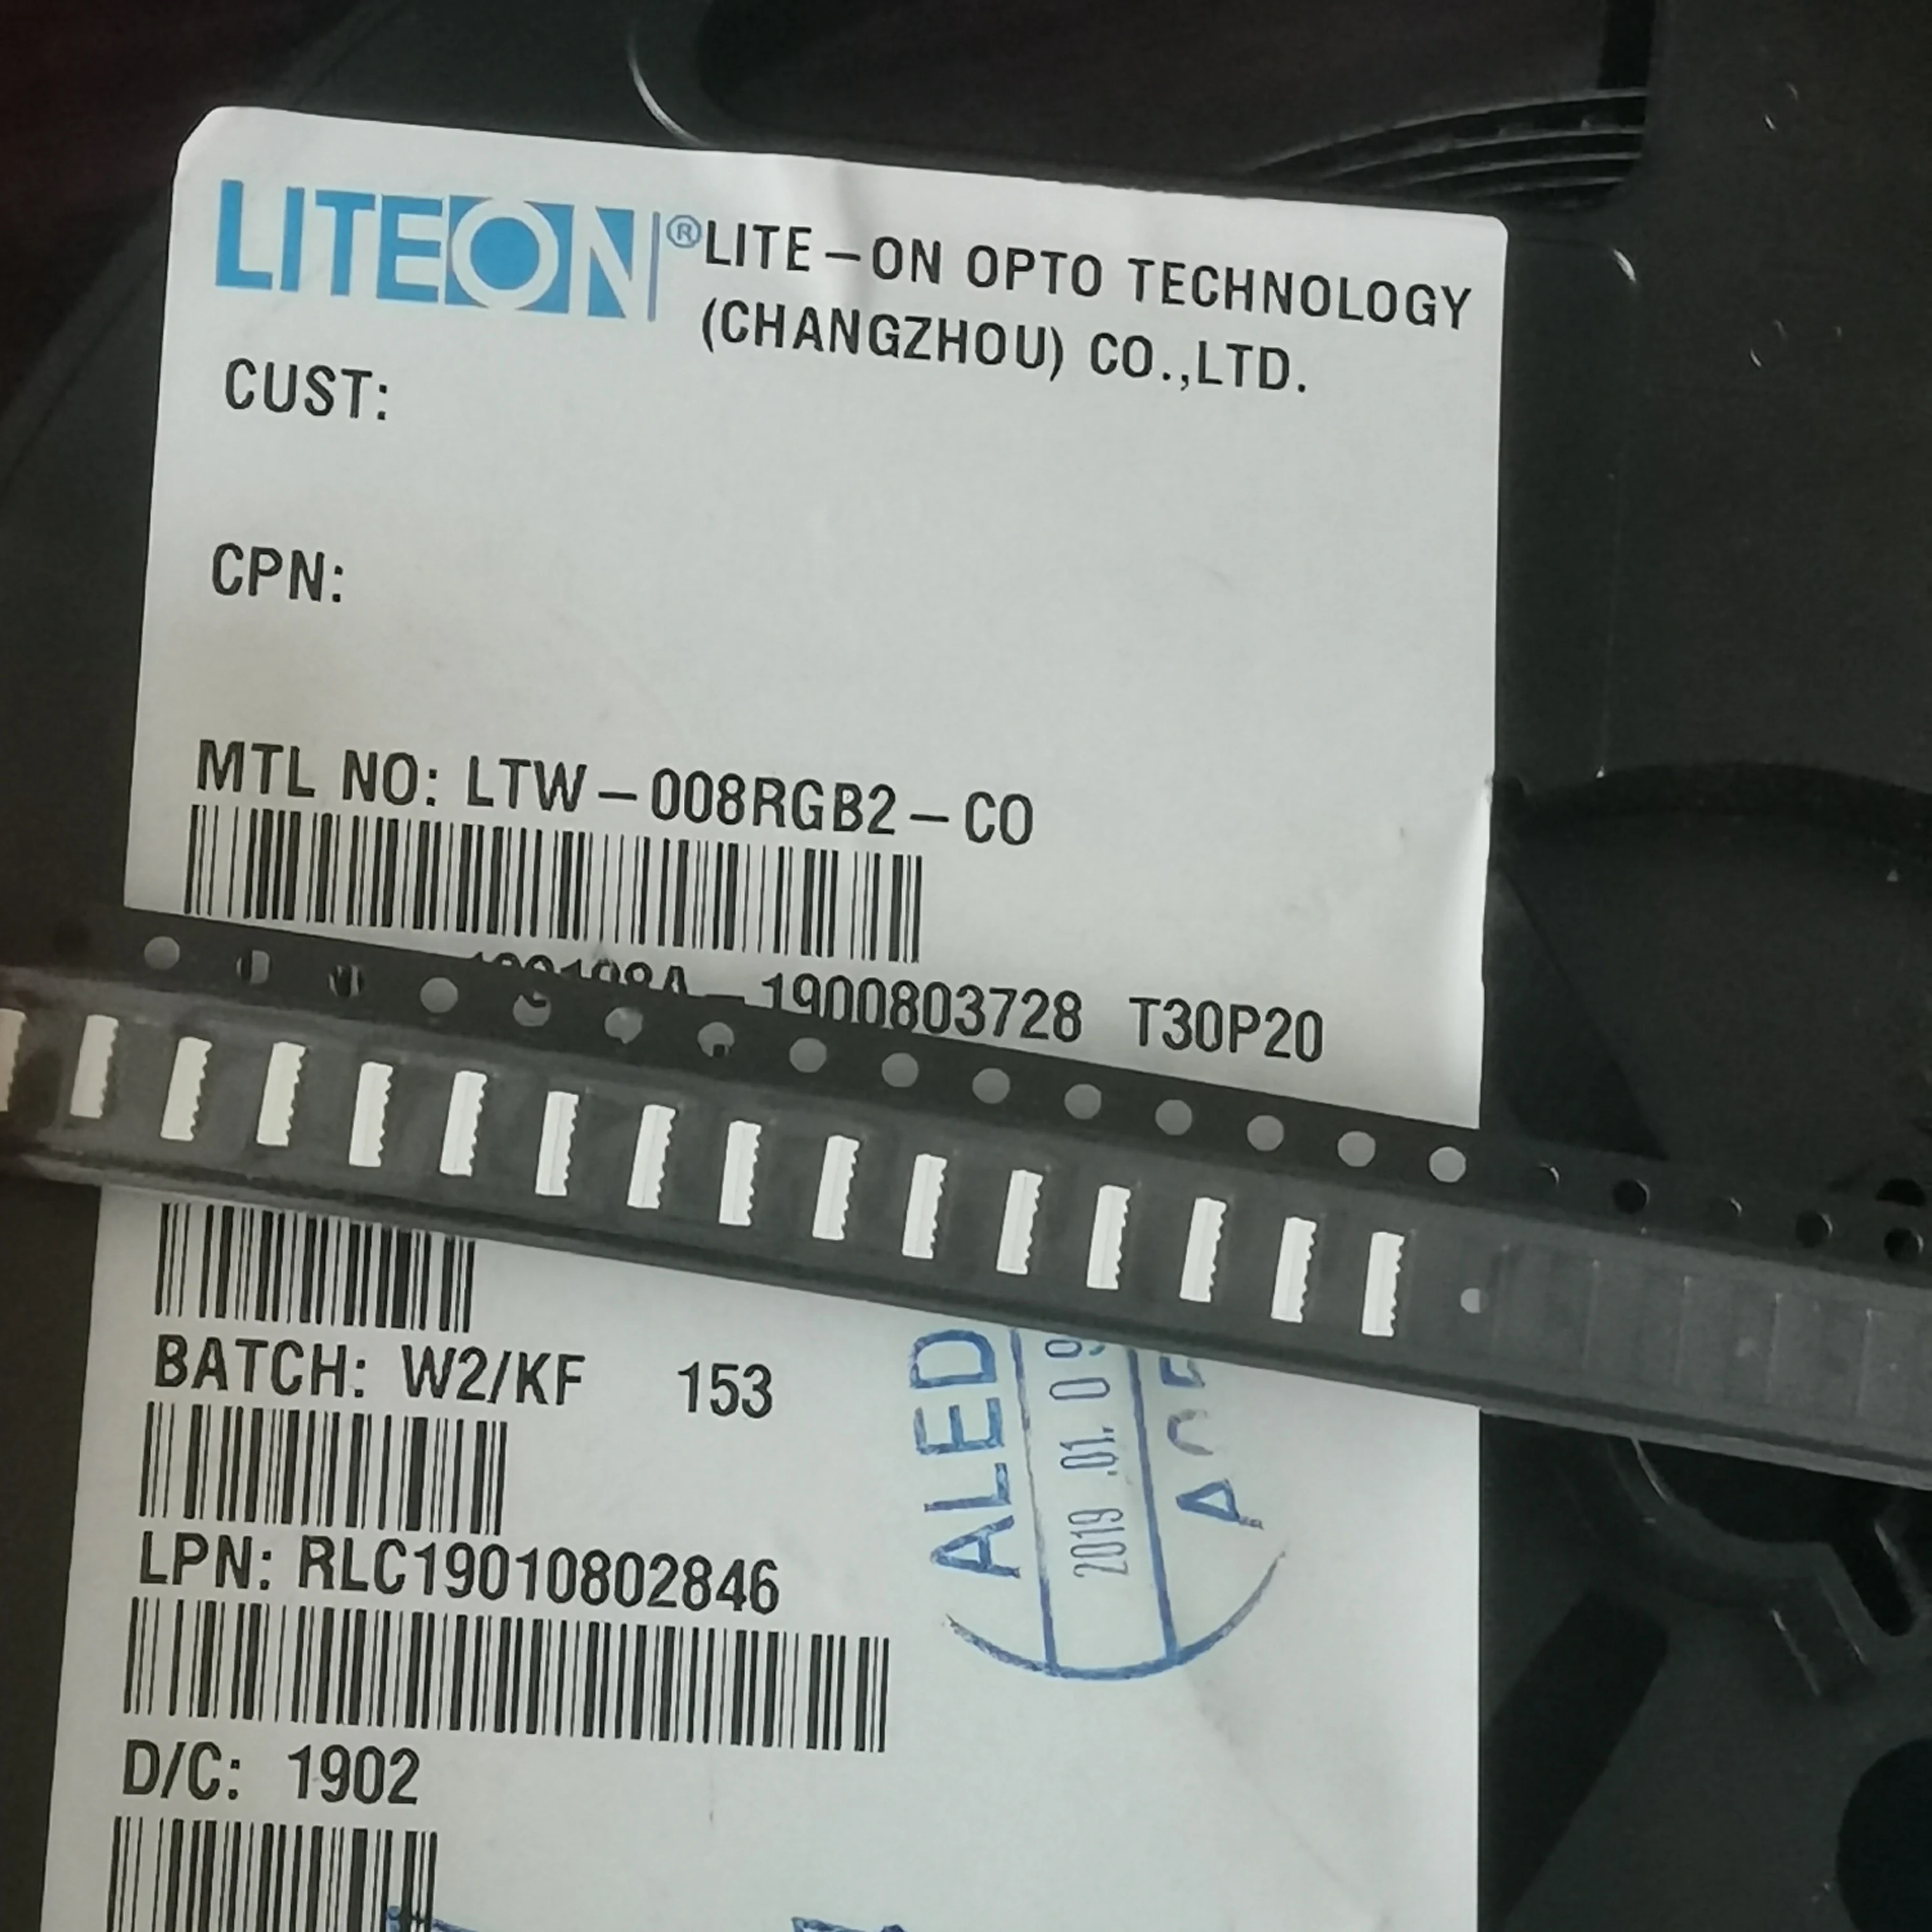 LITEON ® LITE-ON OPTO TECHNOLOGY
(CHANGZHOU) CO.,LTD.
CUST:
CPN:
MTL NO: LTW-008RGB2-CO
1900803728 T30P20
BATCH: W2/KF 153
LPN: RLC19010802846
D/C: 1902
ALED
2019 .01. 09